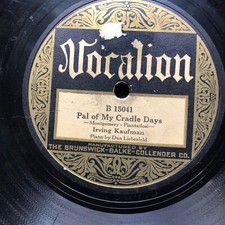 Vocalion
B 15041
Pal of My Cradle Days
—Montgomery - Piantadosi—
Irving Kaufman
Piano by Dan Lieberfeld
MANUFACTURED BY
THE BRUNSWICK-BALKE-COLLENDER CO.